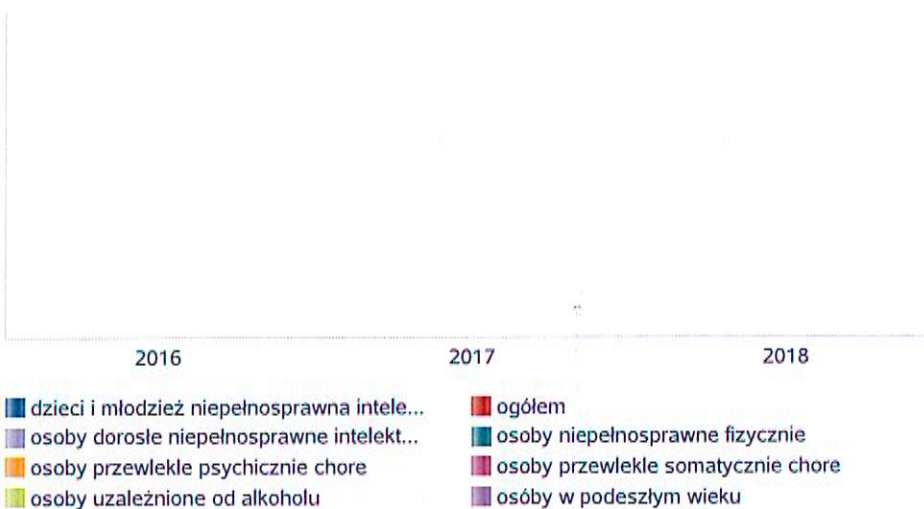 2016 2017 2018
dzieci i młodzież niepełnosprawna intele... ogółem
osoby dorosłe niepełnosprawne intelekt... osoby niepełnosprawne fizycznie
osoby przewlekle psychicznie chore osoby przewlekle somatycznie chore
osoby uzależnione od alkoholu osóby w podeszłym wieku